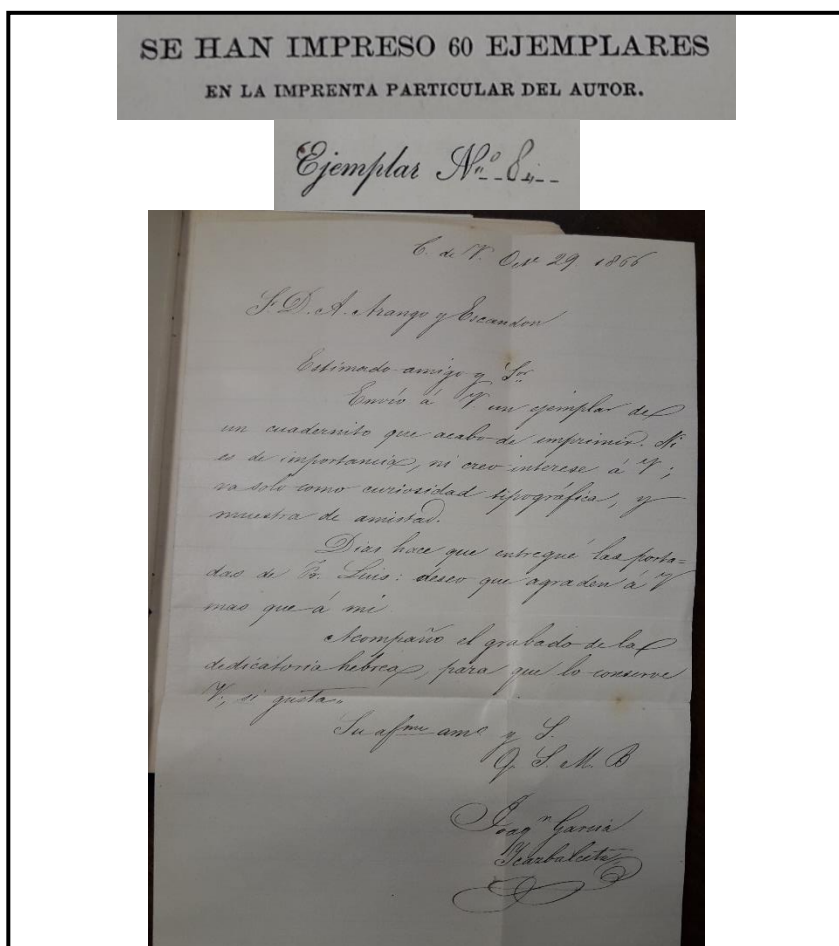 SE HAN IMPRESO 60 EJEMPLARES
EN LA IMPRENTA PARTICULAR DEL AUTOR.
Ejemplar Nº 8
C. de V. Oct. 29. 1866
S. D. A. Arango y Escandon
Estimado amigo y Sor
Envío á V. un ejemplar de
un cuadernito que acabo de imprimir. Ni
es de importancia, ni creo interese á V;
va solo como curiosidad tipográfica, y
muestra de amistad.
Dias hace que entregué las porta=
das de Fr. Luis: deseo que agraden á V
mas que á mi
Acompaño el grabado de la
dedicatoria hebrea, para que lo conserve
V., si gusta.
Su afmo amo y S.
Q S. M. B
Joaqn Garcia
Icazbalceta